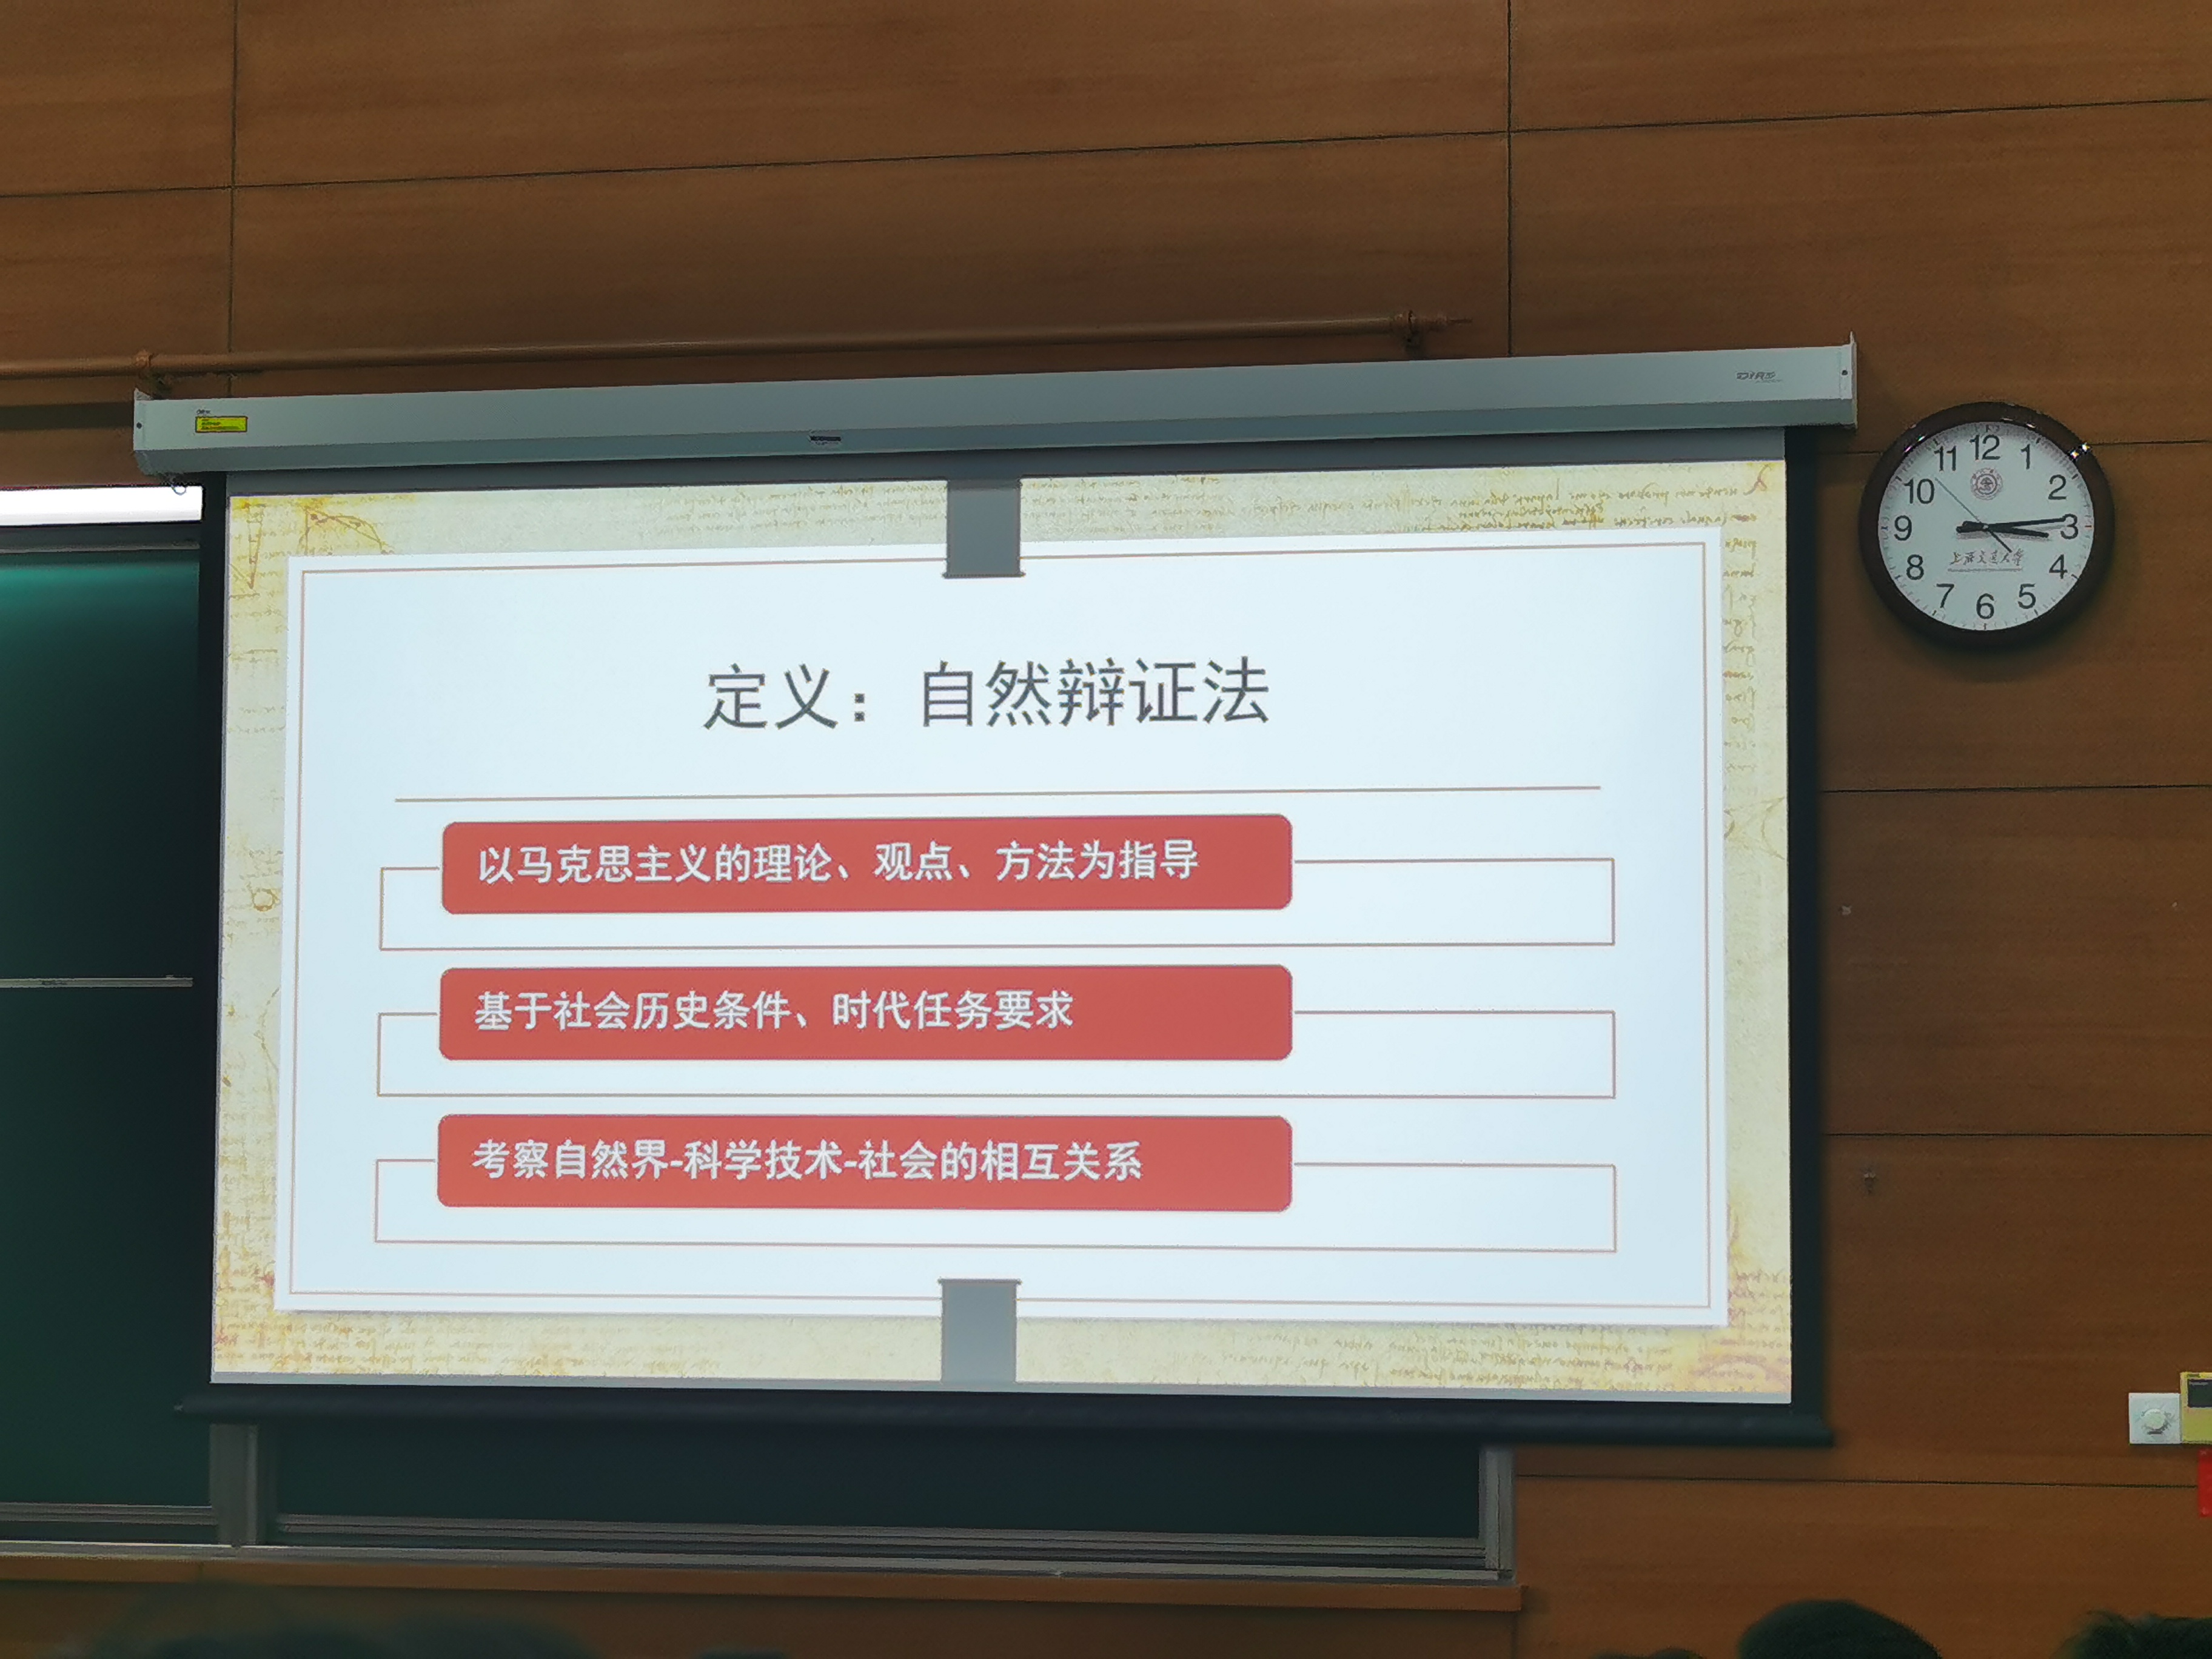 定义：自然辩证法
以马克思主义的理论、观点、方法为指导
基于社会历史条件、时代任务要求
考察自然界-科学技术-社会的相互关系
12
1
2
3
4
5
6
7
8
9
10
11
上海交通大学